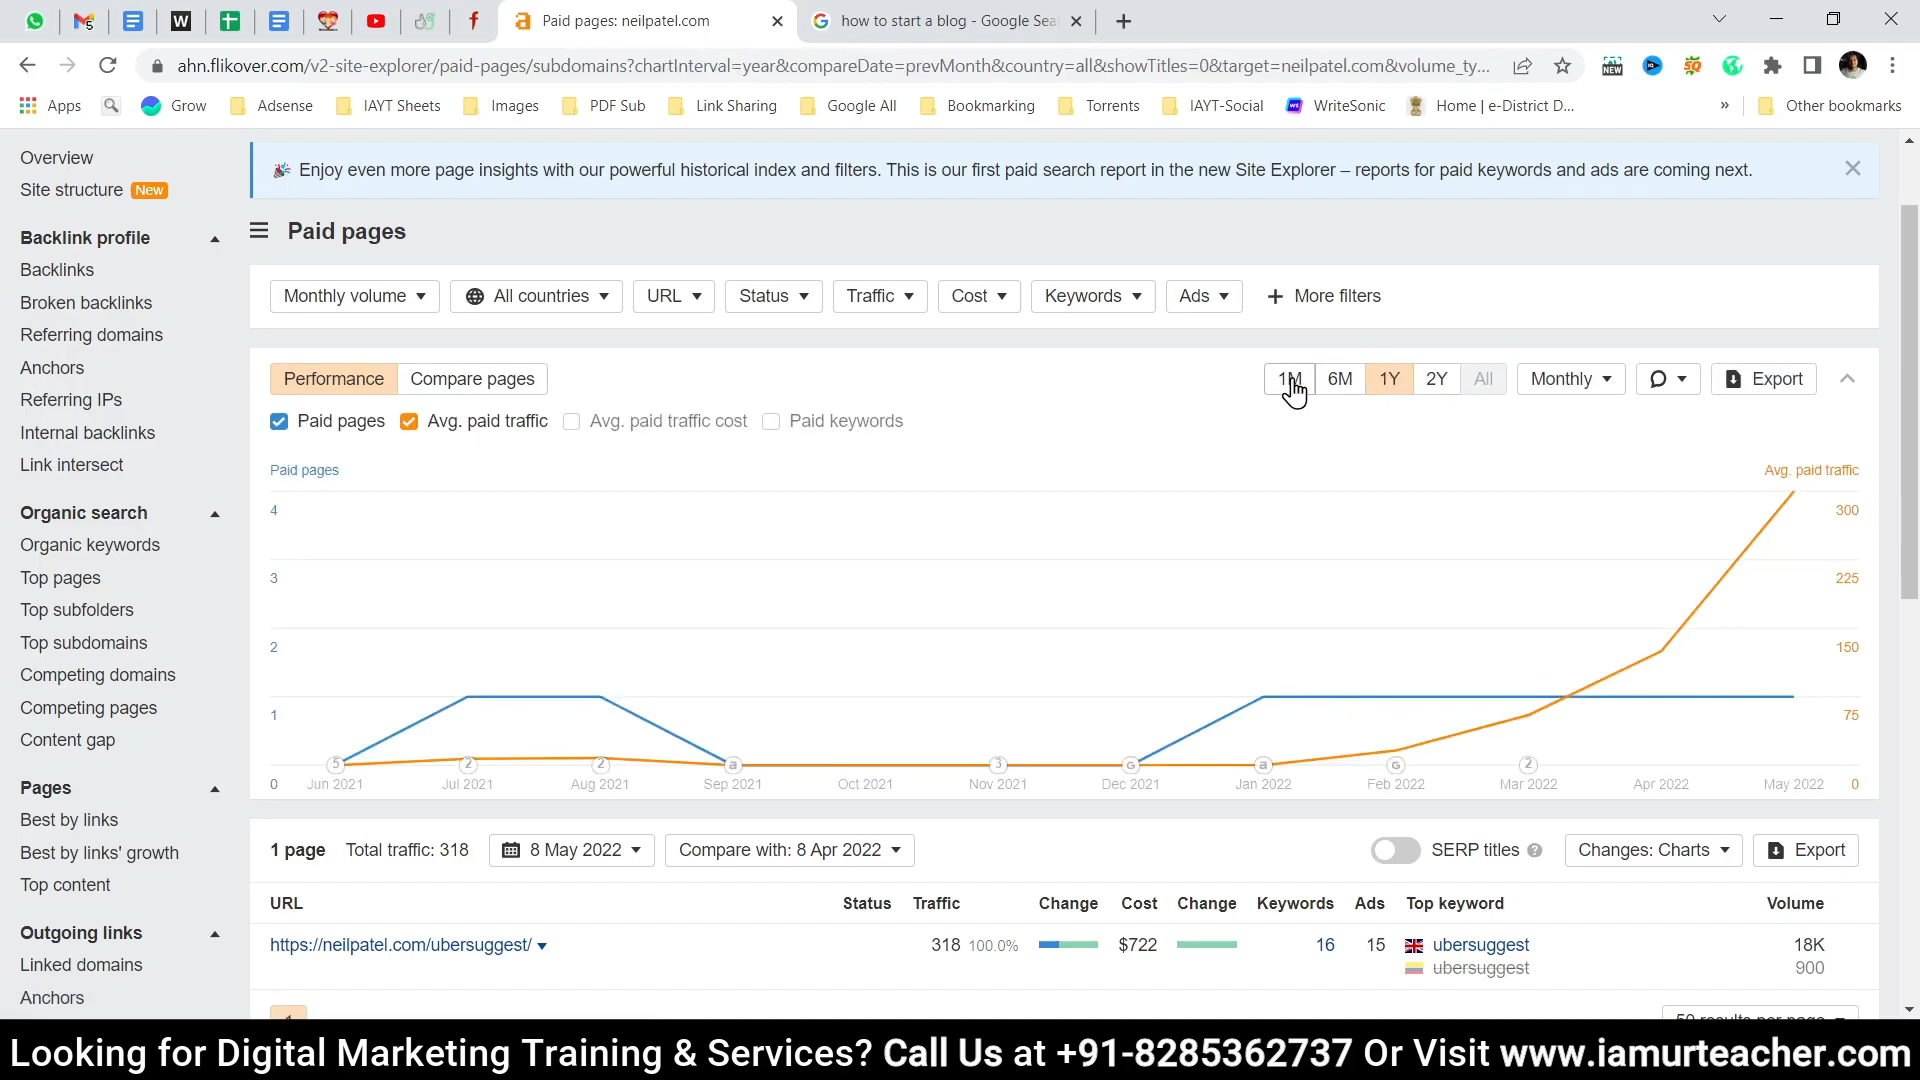 Paid pages: neilpatel.com
how to start a blog - Google Sea
ahn.flikover.com/v2-site-explorer/paid-pages/subdomains?chartInterval=year&compareDate=prevMonth&country=all&showTitles=0&target=neilpatel.com&volume_ty...
Apps Grow Adsense IAYT Sheets Images PDF Sub Link Sharing Google All Bookmarking Torrents IAYT-Social WriteSonic Home | e-District D... » Other bookmarks
Overview
Site structure New
Backlink profile
Backlinks
Broken backlinks
Referring domains
Anchors
Referring IPs
Internal backlinks
Link intersect
Organic search
Organic keywords
Top pages
Top subfolders
Top subdomains
Competing domains
Competing pages
Content gap
Pages
Best by links
Best by links' growth
Top content
Outgoing links
Linked domains
Anchors
Enjoy even more page insights with our powerful historical index and filters. This is our first paid search report in the new Site Explorer – reports for paid keywords and ads are coming next.
Paid pages
Monthly volume All countries URL Status Traffic Cost Keywords Ads + More filters
Performance Compare pages 1M 6M 1Y 2Y All Monthly Export
Paid pages Avg. paid traffic Avg. paid traffic cost Paid keywords
Paid pages Avg. paid traffic
4 300
3 225
2 150
1 75
5 2 2 a 3 G a G 2
0 Jun 2021 Jul 2021 Aug 2021 Sep 2021 Oct 2021 Nov 2021 Dec 2021 Jan 2022 Feb 2022 Mar 2022 Apr 2022 May 2022 0
1 page Total traffic: 318 8 May 2022 Compare with: 8 Apr 2022 SERP titles Changes: Charts Export
URL Status Traffic Change Cost Change Keywords Ads Top keyword Volume
https://neilpatel.com/ubersuggest/ 318 100.0% $722 16 15 ubersuggest 18K
ubersuggest 900
50 results per page
Looking for Digital Marketing Training & Services? Call Us at +91-8285362737 Or Visit www.iamurteacher.com